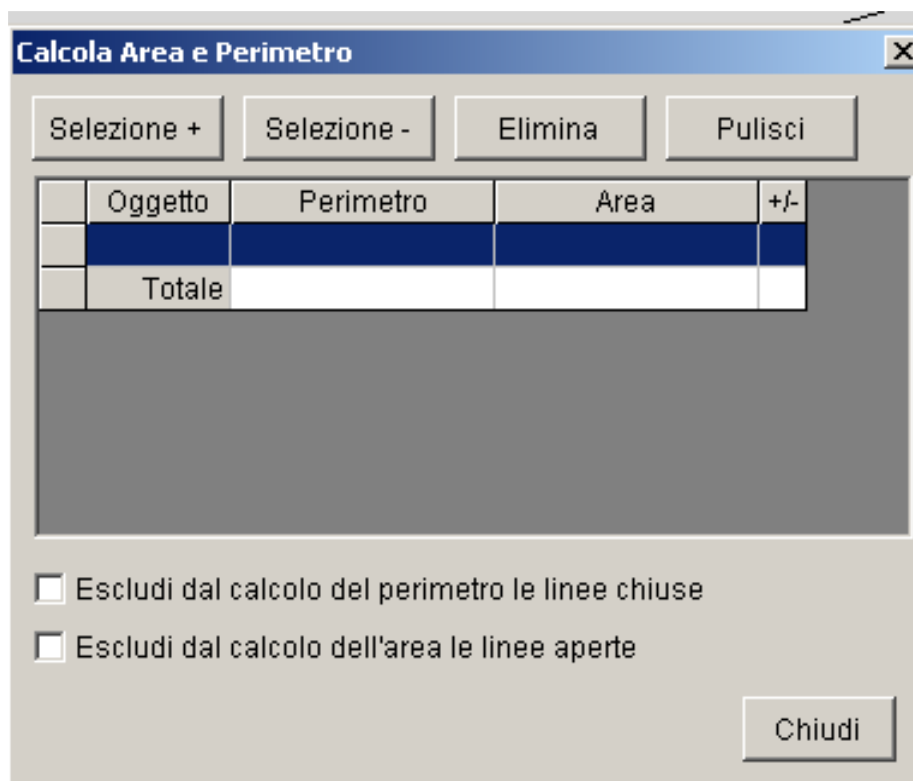 Calcola Area e Perimetro
Selezione + Selezione - Elimina Pulisci
Oggetto Perimetro Area +/-
Totale
Escludi dal calcolo del perimetro le linee chiuse
Escludi dal calcolo dell'area le linee aperte
Chiudi